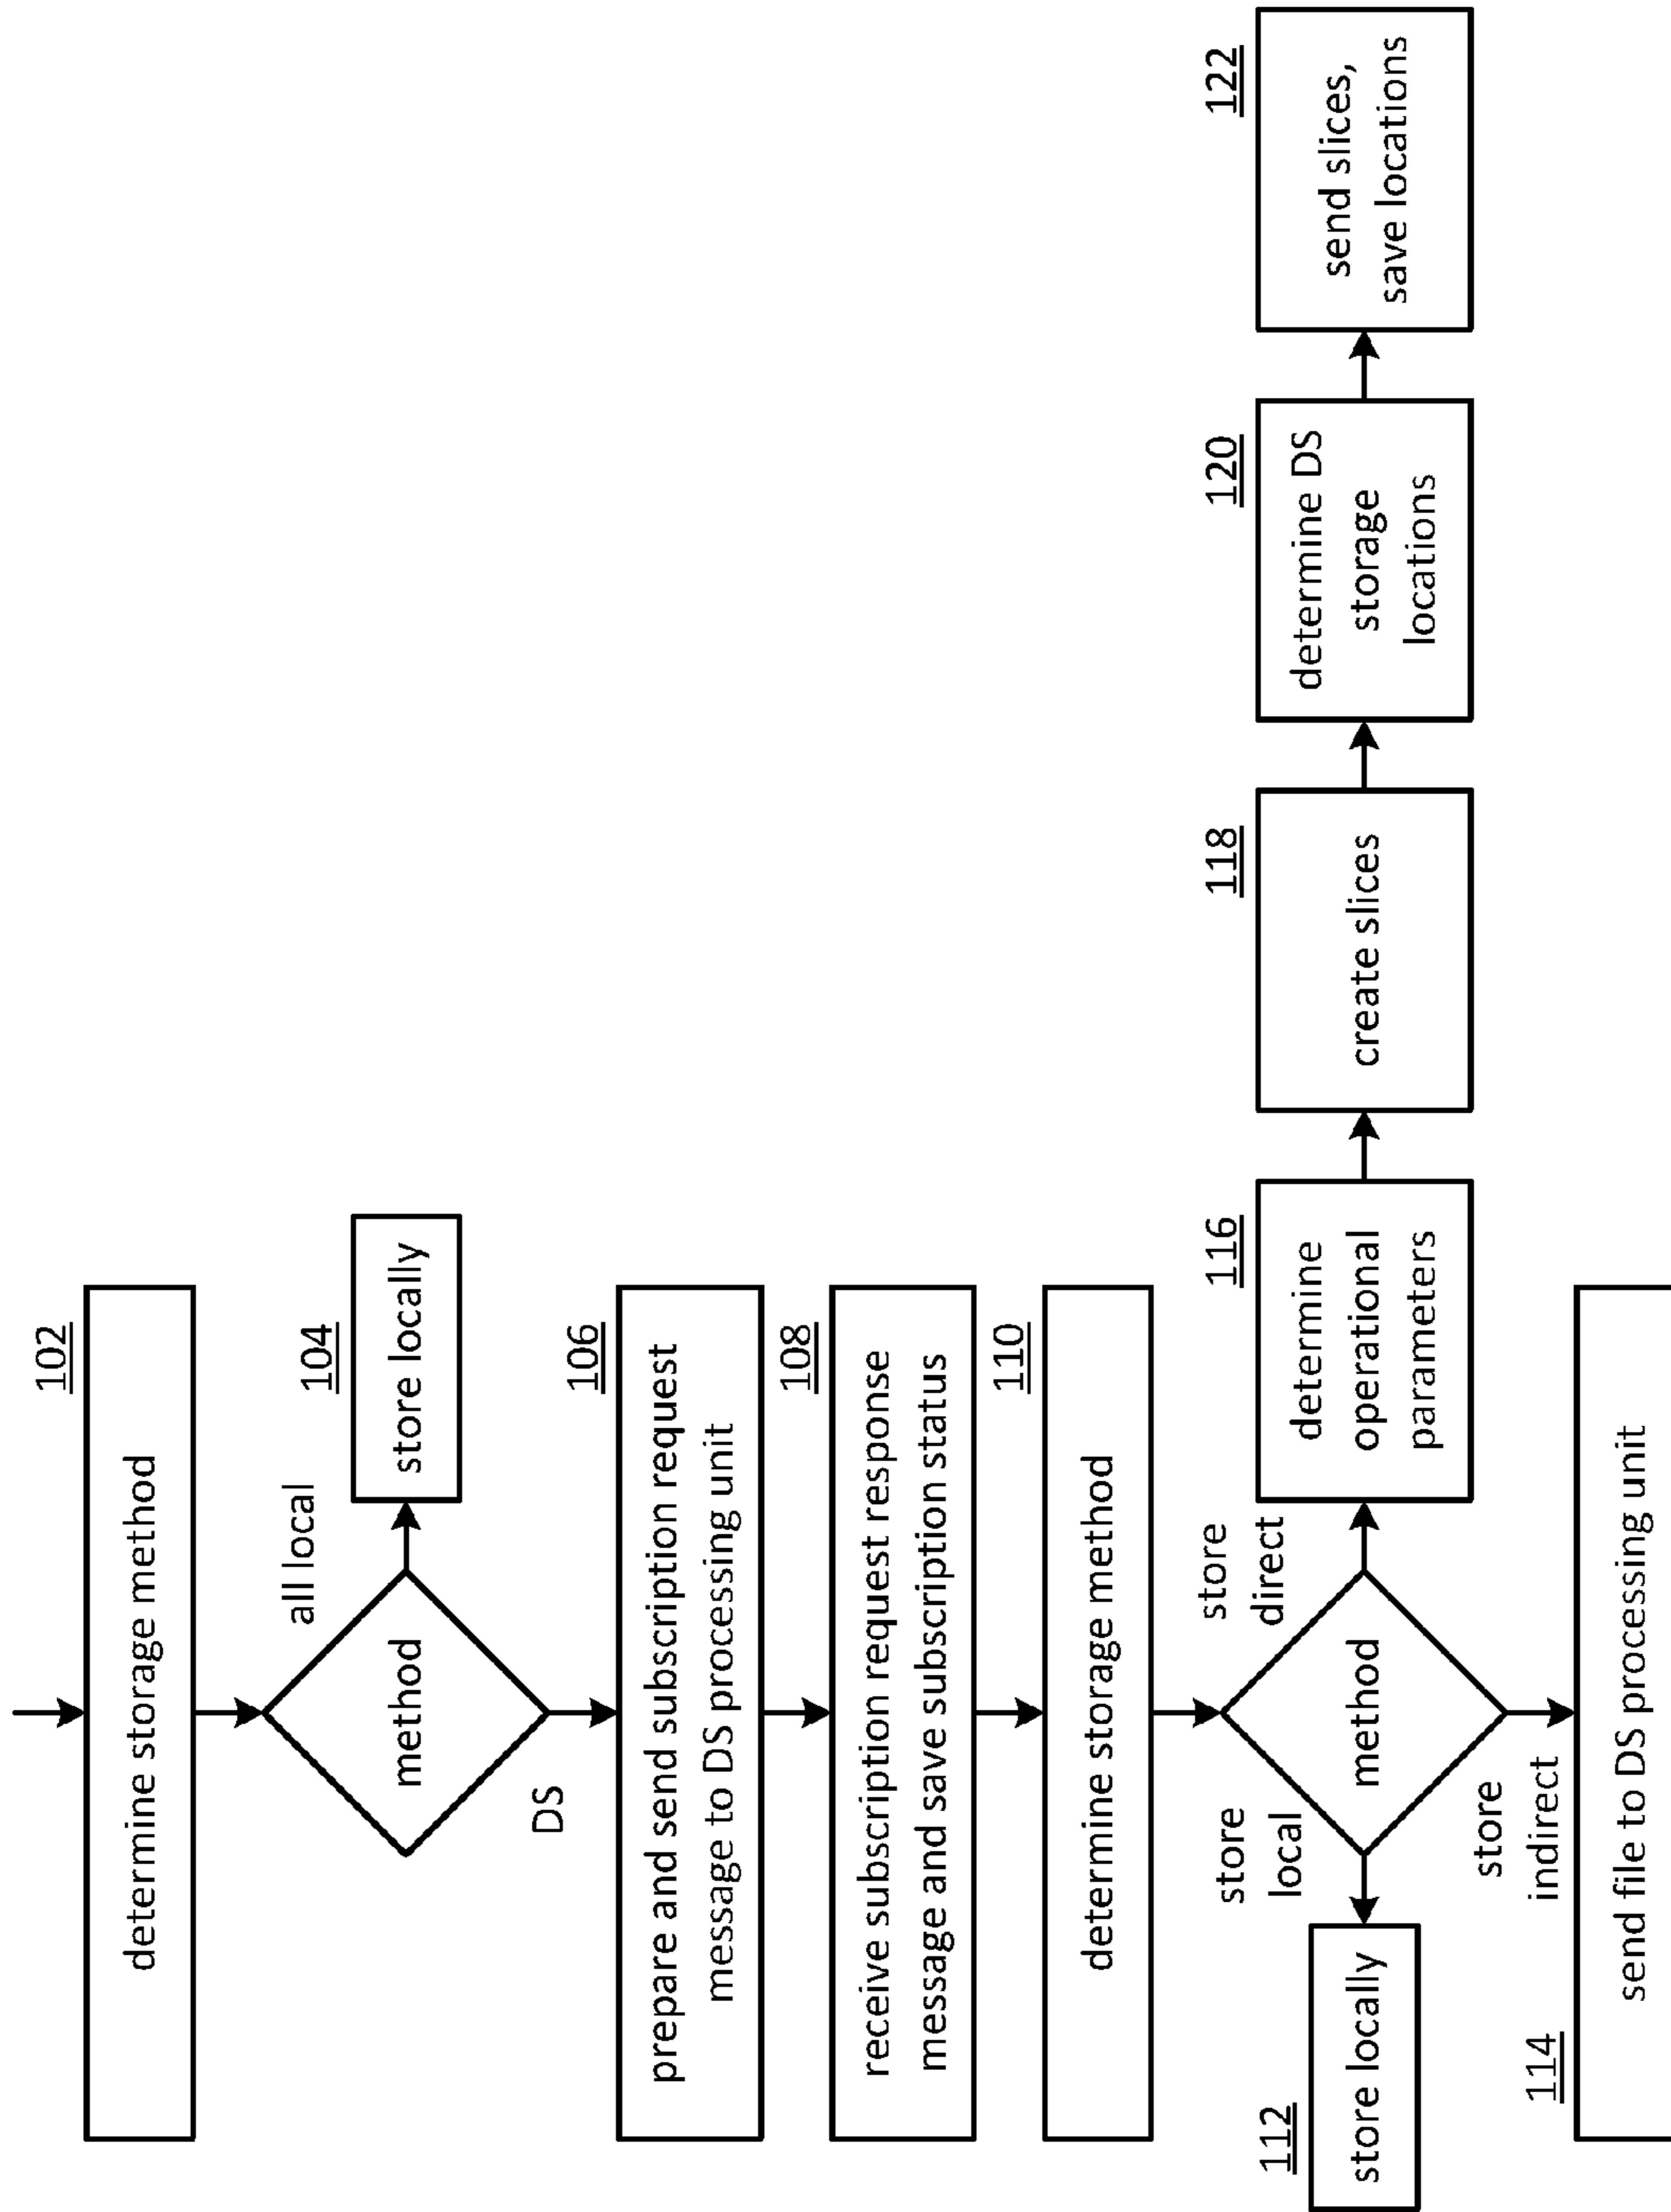 102
determine storage method
method
all local
104
store locally
DS
106
prepare and send subscription request
message to DS processing unit
108
receive subscription request response
message and save subscription status
110
determine storage method
method
store
local
112
store locally
store
indirect
114
send file to DS processing unit
store
direct
116
determine
operational
parameters
118
create slices
120
determine DS
storage
locations
122
send slices,
save locations